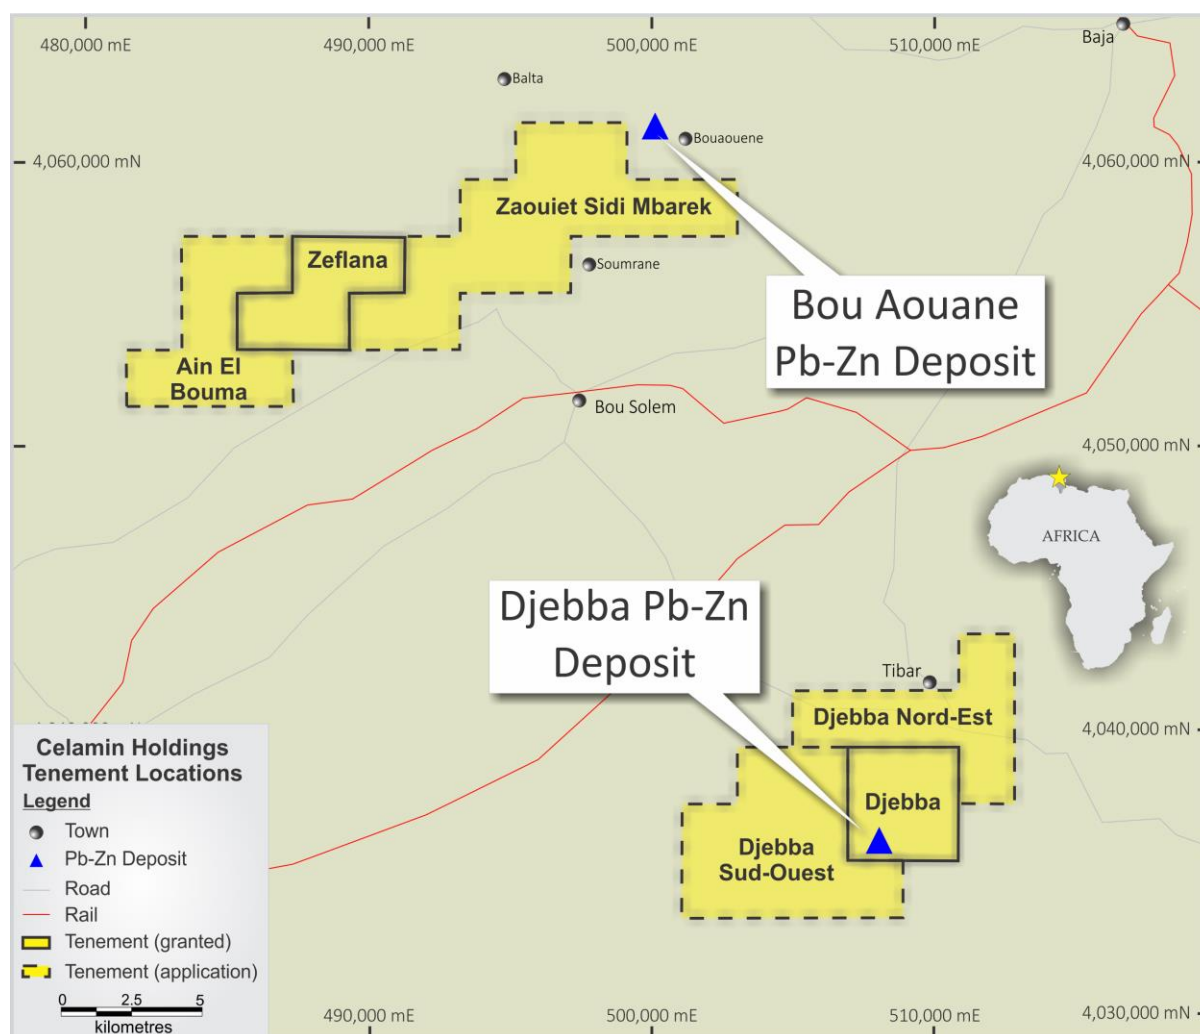 480,000 mE
490,000 mE
500,000 mE
510,000 mE
Baja
Balta
Bouaouene
4,060,000 mN
4,060,000 mN
Zaouiet Sidi Mbarek
Zeflana
Soumrane
Bou Aouane
Pb-Zn Deposit
Ain El
Bouma
Bou Solem
4,050,000 mN
AFRICA
Djebba Pb-Zn
Deposit
Tibar
Djebba Nord-Est
4,040,000 mN
Djebba
Djebba
Sud-Ouest
Celamin Holdings
Tenement Locations
Legend
Town
Pb-Zn Deposit
Road
Rail
Tenement (granted)
Tenement (application)
0 2.5 5
kilometres
490,000 mE
500,000 mE
510,000 mE
4,030,000 mN